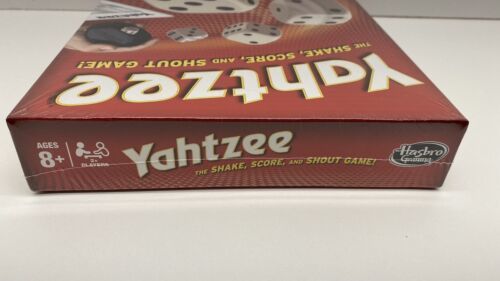 THE SHAKE, SCORE, AND SHOUT GAME!
Yahtzee
AGES
8+
2+
PLAYERS
Yahtzee
THE SHAKE, SCORE, AND SHOUT GAME!
Hasbro
Gaming